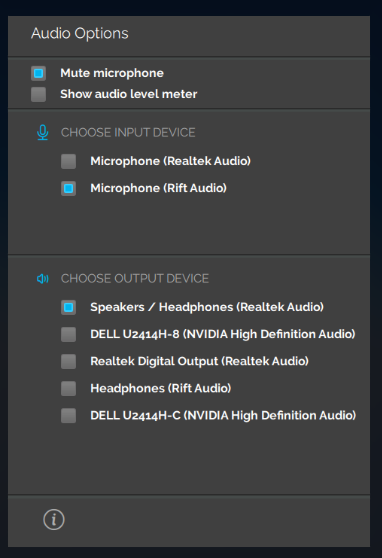 Audio Options
Mute microphone
Show audio level meter
CHOOSE INPUT DEVICE
Microphone (Realtek Audio)
Microphone (Rift Audio)
CHOOSE OUTPUT DEVICE
Speakers / Headphones (Realtek Audio)
DELL U2414H-8 (NVIDIA High Definition Audio)
Realtek Digital Output (Realtek Audio)
Headphones (Rift Audio)
DELL U2414H-C (NVIDIA High Definition Audio)